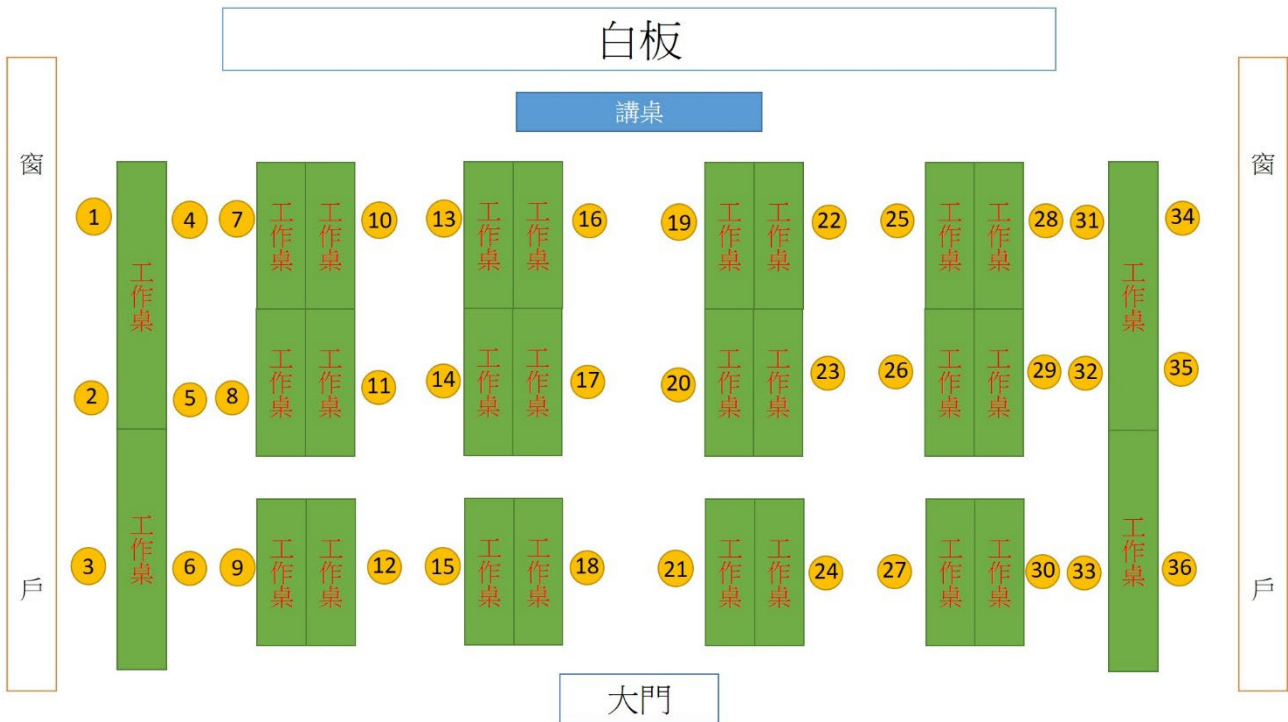 白板
講桌
窗
窗
1 4 7 工作桌 工作桌 10 13 工作桌 工作桌 16 19 工作桌 工作桌 22 25 工作桌 工作桌 28 31 34
工作桌
工作桌
2 5 8 工作桌 工作桌 11 14 工作桌 工作桌 17 20 工作桌 工作桌 23 26 工作桌 工作桌 29 32 35
3 工作桌 6 9 工作桌 工作桌 12 15 工作桌 工作桌 18 21 工作桌 工作桌 24 27 工作桌 工作桌 30 33 工作桌 36
戶
戶
大門